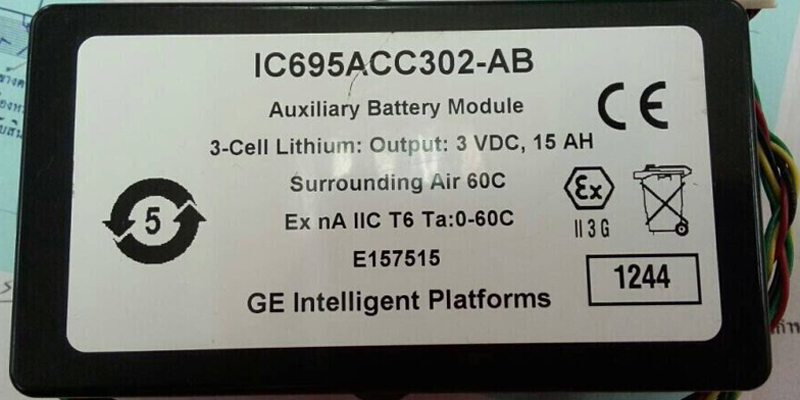 IC695ACC302-AB
Auxiliary Battery Module
3-Cell Lithium: Output: 3 VDC, 15 AH
Surrounding Air 60C
Ex nA IIC T6 Ta:0-60C
E157515
GE Intelligent Platforms
5
CE
Ex
II 3 G
1244